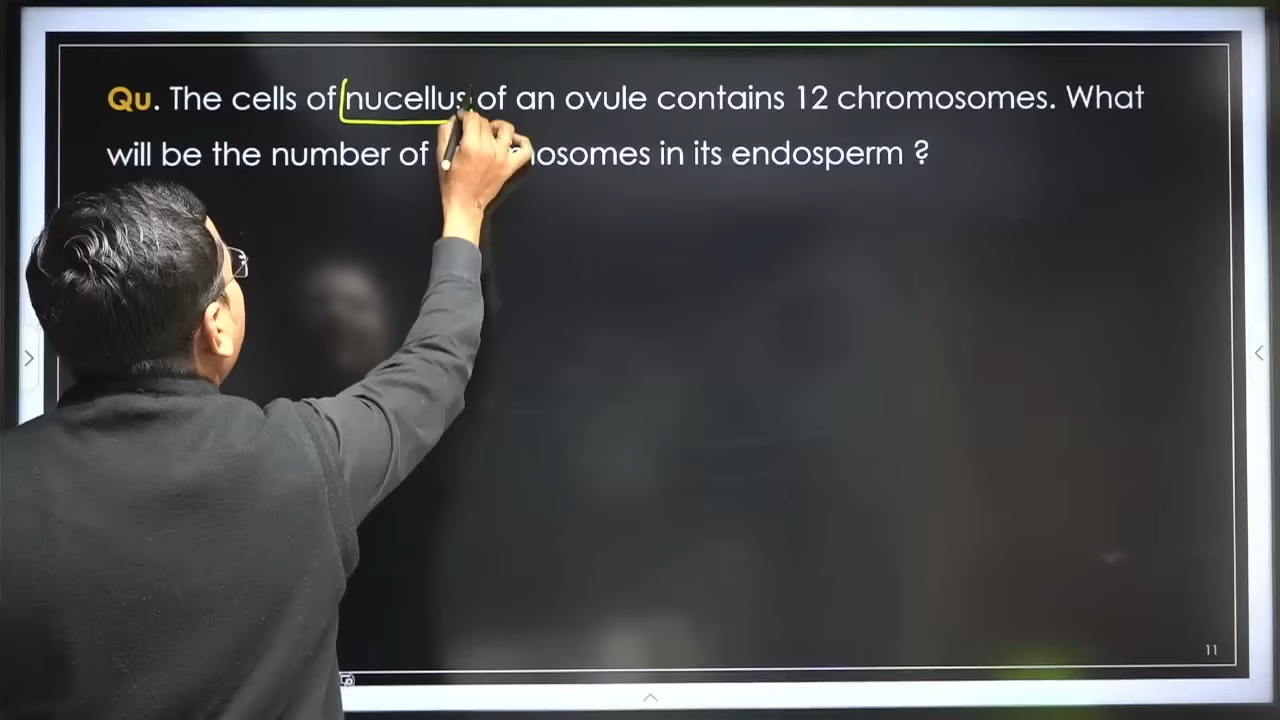 Qu. The cells of nucellus of an ovule contains 12 chromosomes. What
will be the number of in its endosperm ?
11